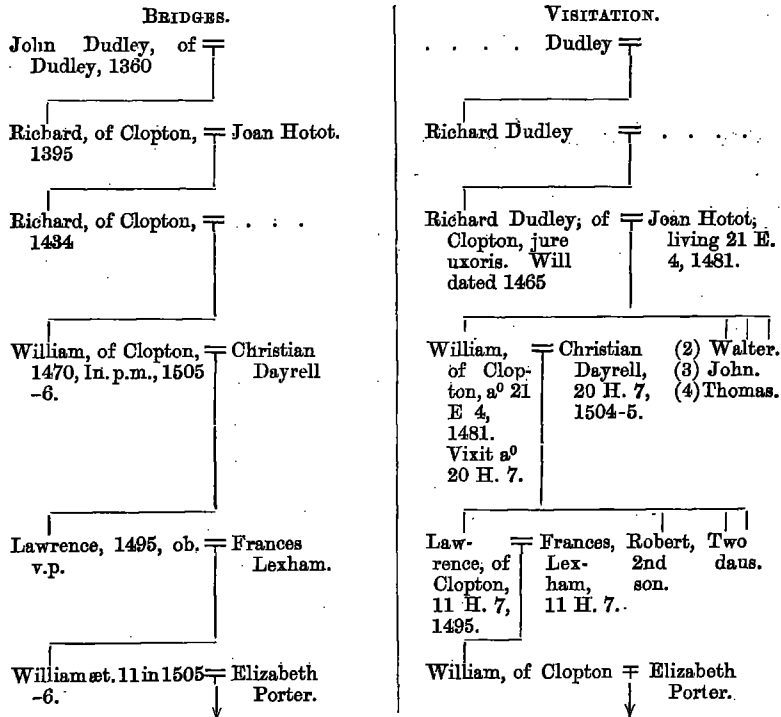 BRIDGES.
John Dudley, of
Dudley, 1360
Richard, of Clopton, = Joan Hotot.
1395
Richard, of Clopton, = . . .
1434
William, of Clopton, = Christian
1470, In. p.m., 1505 Dayrell
-6.
Lawrence, 1495, ob. = Frances
v.p. Lexham.
William æt. 11 in 1505 = Elizabeth
-6. Porter.
VISITATION.
. . . . Dudley =
Richard Dudley = . . . .
Richard Dudley, of = Joan Hotot,
Clopton, jure living 21 E.
uxoris. Will 4, 1481.
dated 1465
William, = Christian (2) Walter.
of Clop- Dayrell, (3) John.
ton, aº 21 20 H. 7, (4) Thomas.
E 4, 1504-5.
1481.
Vixit aº
20 H. 7.
Law- = Frances, Robert, Two
rence, of Lex- 2nd daus.
Clopton, ham, son.
11 H. 7, 11 H. 7.
1495.
William, of Clopton = Elizabeth
Porter.